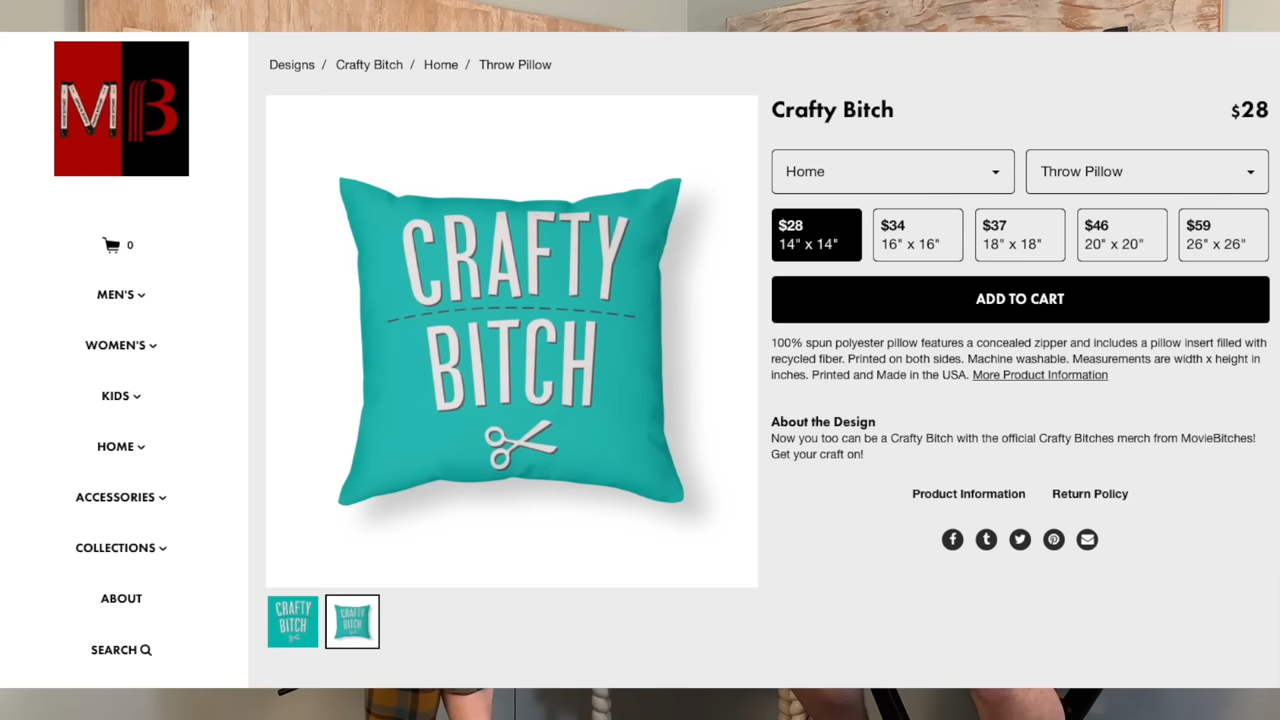 MB
0
MEN'S
WOMEN'S
KIDS
HOME
ACCESSORIES
COLLECTIONS
ABOUT
SEARCH
Designs / Crafty Bitch / Home / Throw Pillow
CRAFTY
BITCH
CRAFTY
BITCH
CRAFTY
BITCH
Crafty Bitch $28
Home Throw Pillow
$28 $34 $37 $46 $59
14" x 14" 16" x 16" 18" x 18" 20" x 20" 26" x 26"
ADD TO CART
100% spun polyester pillow features a concealed zipper and includes a pillow insert filled with
recycled fiber. Printed on both sides. Machine washable. Measurements are width x height in
inches. Printed and Made in the USA. More Product Information
About the Design
Now you too can be a Crafty Bitch with the official Crafty Bitches merch from MovieBitches!
Get your craft on!
Product Information Return Policy